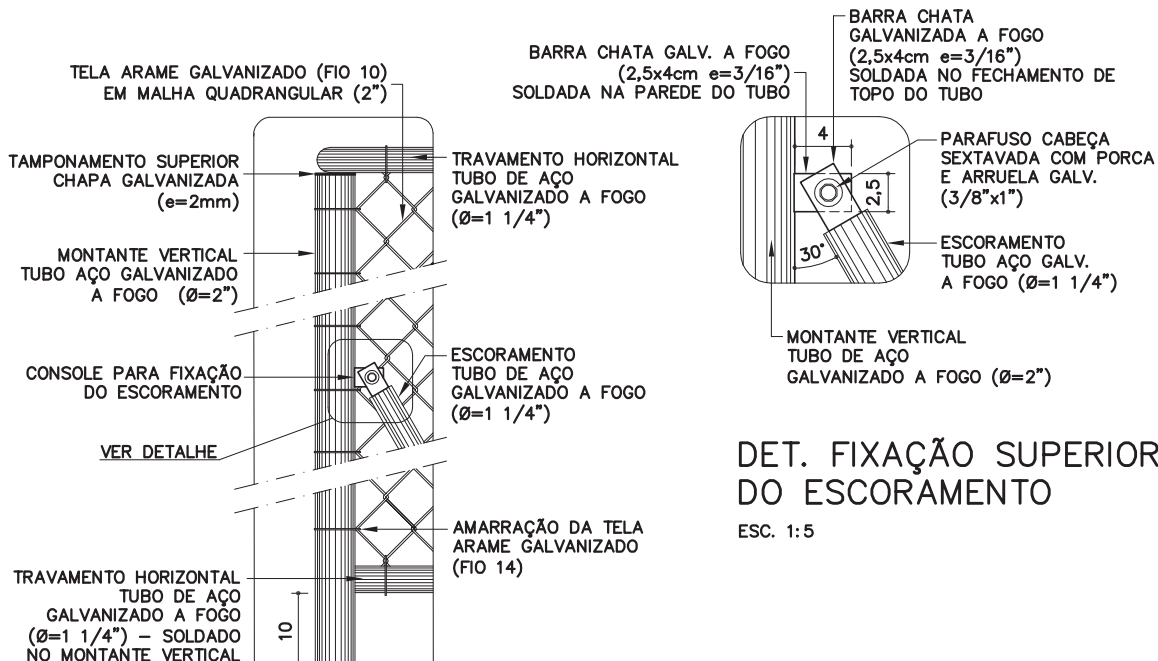 TELA ARAME GALVANIZADO (FIO 10)
EM MALHA QUADRANGULAR (2")
TAMPONAMENTO SUPERIOR
CHAPA GALVANIZADA
(e=2mm)
MONTANTE VERTICAL
TUBO AÇO GALVANIZADO
A FOGO (Ø=2")
CONSOLE PARA FIXAÇÃO
DO ESCORAMENTO
VER DETALHE
TRAVAMENTO HORIZONTAL
TUBO DE AÇO
GALVANIZADO A FOGO
(Ø=1 1/4") – SOLDADO
NO MONTANTE VERTICAL
10
TRAVAMENTO HORIZONTAL
TUBO DE AÇO
GALVANIZADO A FOGO
(Ø=1 1/4")
ESCORAMENTO
TUBO DE AÇO
GALVANIZADO A FOGO
(Ø=1 1/4")
AMARRAÇÃO DA TELA
ARAME GALVANIZADO
(FIO 14)
BARRA CHATA GALV. A FOGO
(2,5x4cm e=3/16")
SOLDADA NA PAREDE DO TUBO
BARRA CHATA
GALVANIZADA A FOGO
(2,5x4cm e=3/16")
SOLDADA NO FECHAMENTO DE
TOPO DO TUBO
4
2,5
30°
PARAFUSO CABEÇA
SEXTAVADA COM PORCA
E ARRUELA GALV.
(3/8"x1")
ESCORAMENTO
TUBO AÇO GALV.
A FOGO (Ø=1 1/4")
MONTANTE VERTICAL
TUBO DE AÇO
GALVANIZADO A FOGO (Ø=2")
DET. FIXAÇÃO SUPERIOR
DO ESCORAMENTO
ESC. 1:5